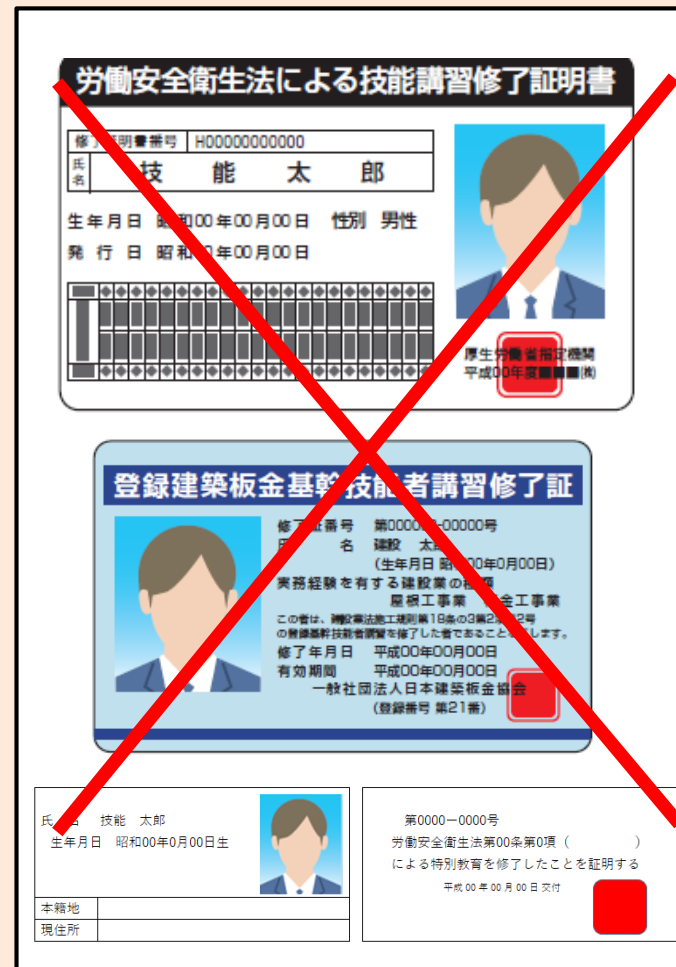 労働安全衛生法による技能講習修了証明書
修了証明書番号 H00000000000
氏名 技能太郎
生年月日 昭和00年00月00日 性別 男性
発行日 昭和00年00月00日
厚生労働省指定機関
平成00年度■■■㈱
登録建築板金基幹技能者講習修了証
修了証番号 第000000-00000号
氏名 建設 太郎
(生年月日 昭和00年0月00日)
実務経験を有する建設業の種類
屋根工事業 板金工事業
この者は、建設業法施工規則第18条の3第2項第2号
の登録基幹技能者講習を修了した者であることを証します。
修了年月日 平成00年00月00日
有効期間 平成00年00月00日
一般社団法人日本建築板金協会
(登録番号 第21番)
氏名 技能 太郎
生年月日 昭和00年0月00日生
本籍地
現住所
第0000－0000号
労働安全衛生法第00条第0項（ ）
による特別教育を修了したことを証明する
平成00年00月00日交付